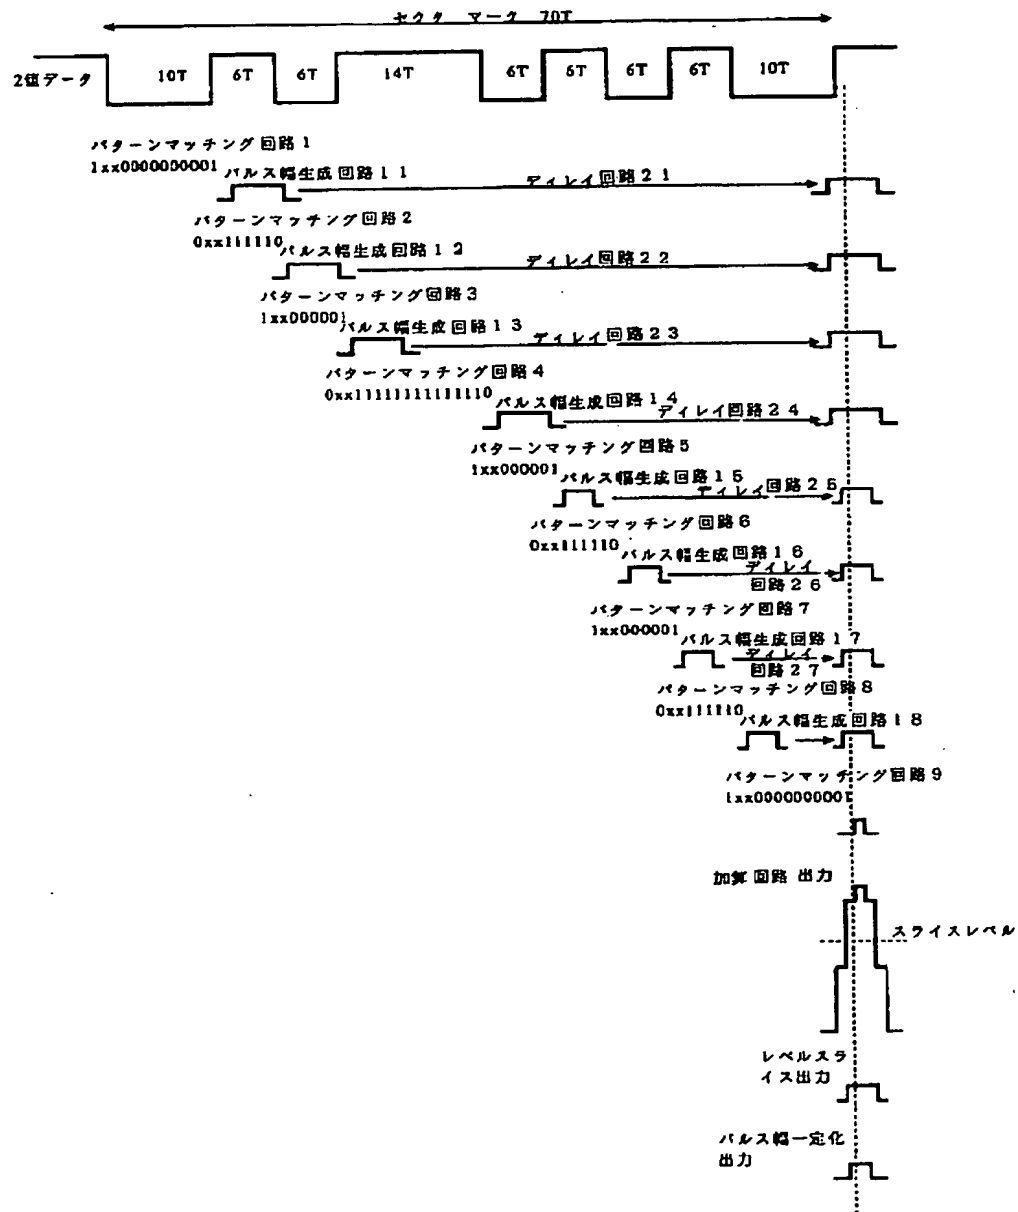 セクターマーク 70T
2値データ
10T 6T 6T 14T 6T 6T 6T 6T 10T
パターンマッチング回路1
1xx0000000001
パルス幅生成回路11
ディレイ回路21
パターンマッチング回路2
0xx111110
パルス幅生成回路12
ディレイ回路22
パターンマッチング回路3
1xx000001
パルス幅生成回路13
ディレイ回路23
パターンマッチング回路4
0xx11111111111110
パルス幅生成回路14
ディレイ回路24
パターンマッチング回路5
1xx000001
パルス幅生成回路15
ディレイ回路25
パターンマッチング回路6
0xx111110
パルス幅生成回路16
ディレイ
回路26
パターンマッチング回路7
1xx000001
パルス幅生成回路17
ディレイ
回路27
パターンマッチング回路8
0xx111110
パルス幅生成回路18
パターンマッチング回路9
1xx0000000001
加算回路出力
スライスレベル
レベルスラ
イス出力
パルス幅一定化
出力